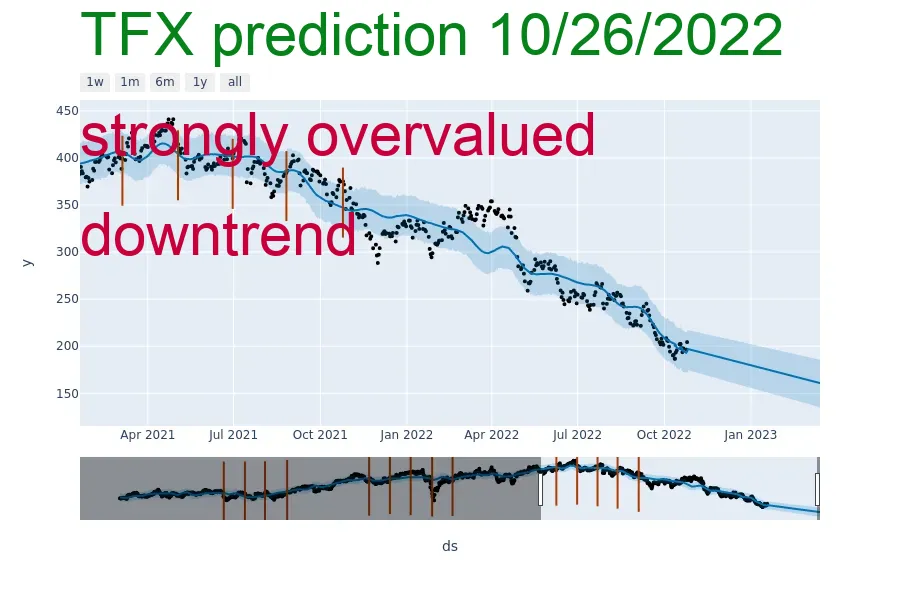 TFX prediction 10/26/2022
1w 1m 6m 1y all
450
strongly overvalued
400
350
downtrend
300
y
250
200
150
Apr 2021 Jul 2021 Oct 2021 Jan 2022 Apr 2022 Jul 2022 Oct 2022 Jan 2023
ds